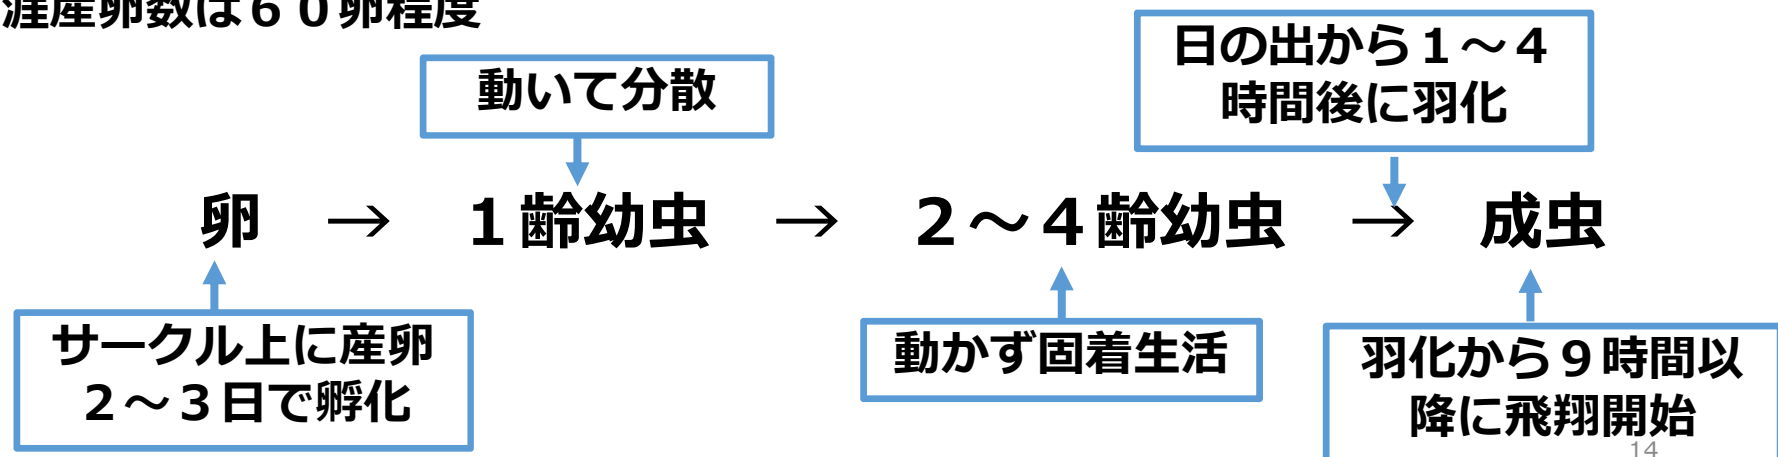 涯産卵数は６０卵程度
動いて分散
日の出から１～４
時間後に羽化
卵 → １齢幼虫 → ２～４齢幼虫 → 成虫
サークル上に産卵
２～３日で孵化
動かず固着生活
羽化から９時間以
降に飛翔開始
14